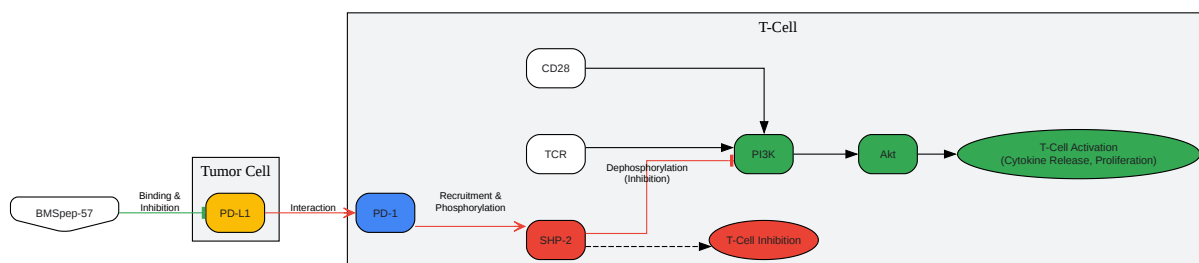 T-Cell
CD28
TCR
PI3K
Akt
T-Cell Activation
(Cytokine Release, Proliferation)
Dephosphorylation
(Inhibition)
Tumor Cell
Binding &
Inhibition
BMSpep-57
PD-L1
Interaction
PD-1
Recruitment &
Phosphorylation
SHP-2
T-Cell Inhibition